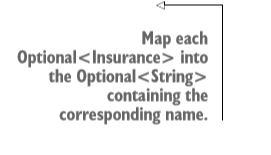 Map each
Optional<Insurance> into
the Optional<String>
containing the
corresponding name.